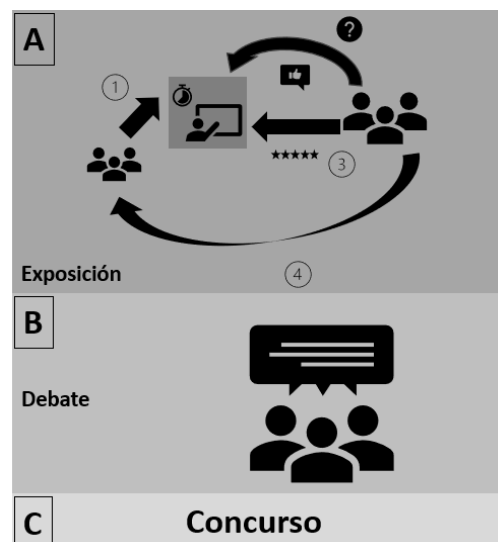 A
?
1
★★★★★
3
Exposición
4
B
Debate
C
Concurso